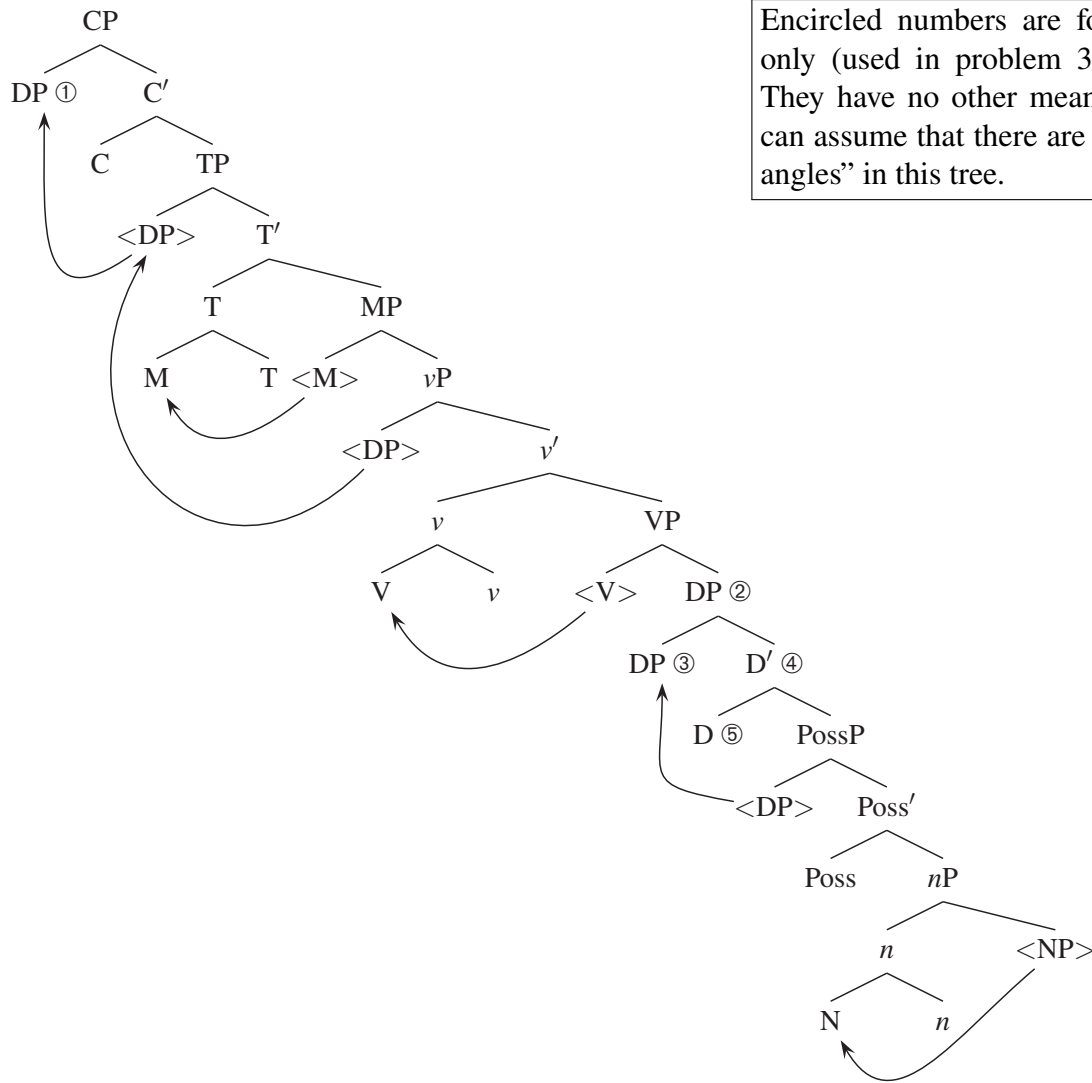 CP
Encircled numbers are
only (used in problem 3
They have no other
can assume that there are
angles” in this tree.
DP ① C′
C TP
<DP> T′
T MP
M T <M> vP
<DP> v′
v VP
V v <V> DP ②
DP ③ D′ ④
D ⑤ PossP
<DP> Poss′
Poss nP
n <NP>
N n